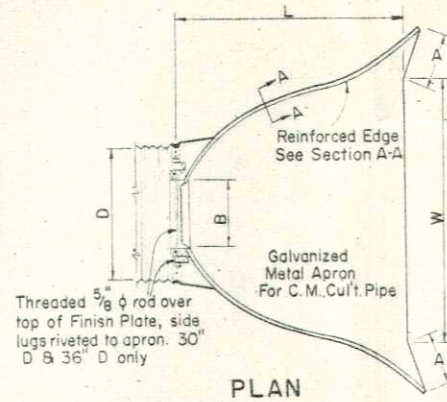 L
A
A
A
Reinforced Edge
See Section A-A
D
B
W
Galvanized
Metal Apron
For C. M., Cul't. Pipe
Threaded 5/8" ϕ rod over
top of Finish Plate, side
lugs riveted to apron. 30"
D & 36" D only
A
PLAN